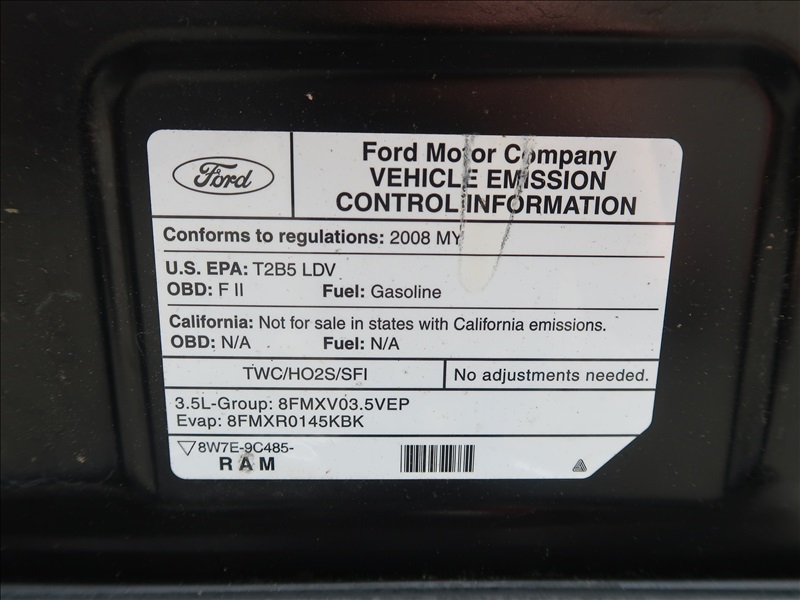 Ford
Ford Motor Company
VEHICLE EMISSION
CONTROL INFORMATION
Conforms to regulations: 2008 MY
U.S. EPA: T2B5 LDV
OBD: F II Fuel: Gasoline
California: Not for sale in states with California emissions.
OBD: N/A Fuel: N/A
TWC/HO2S/SFI No adjustments needed.
3.5L-Group: 8FMXV03.5VEP
Evap: 8FMXR0145KBK
8W7E-9C485-
RAM